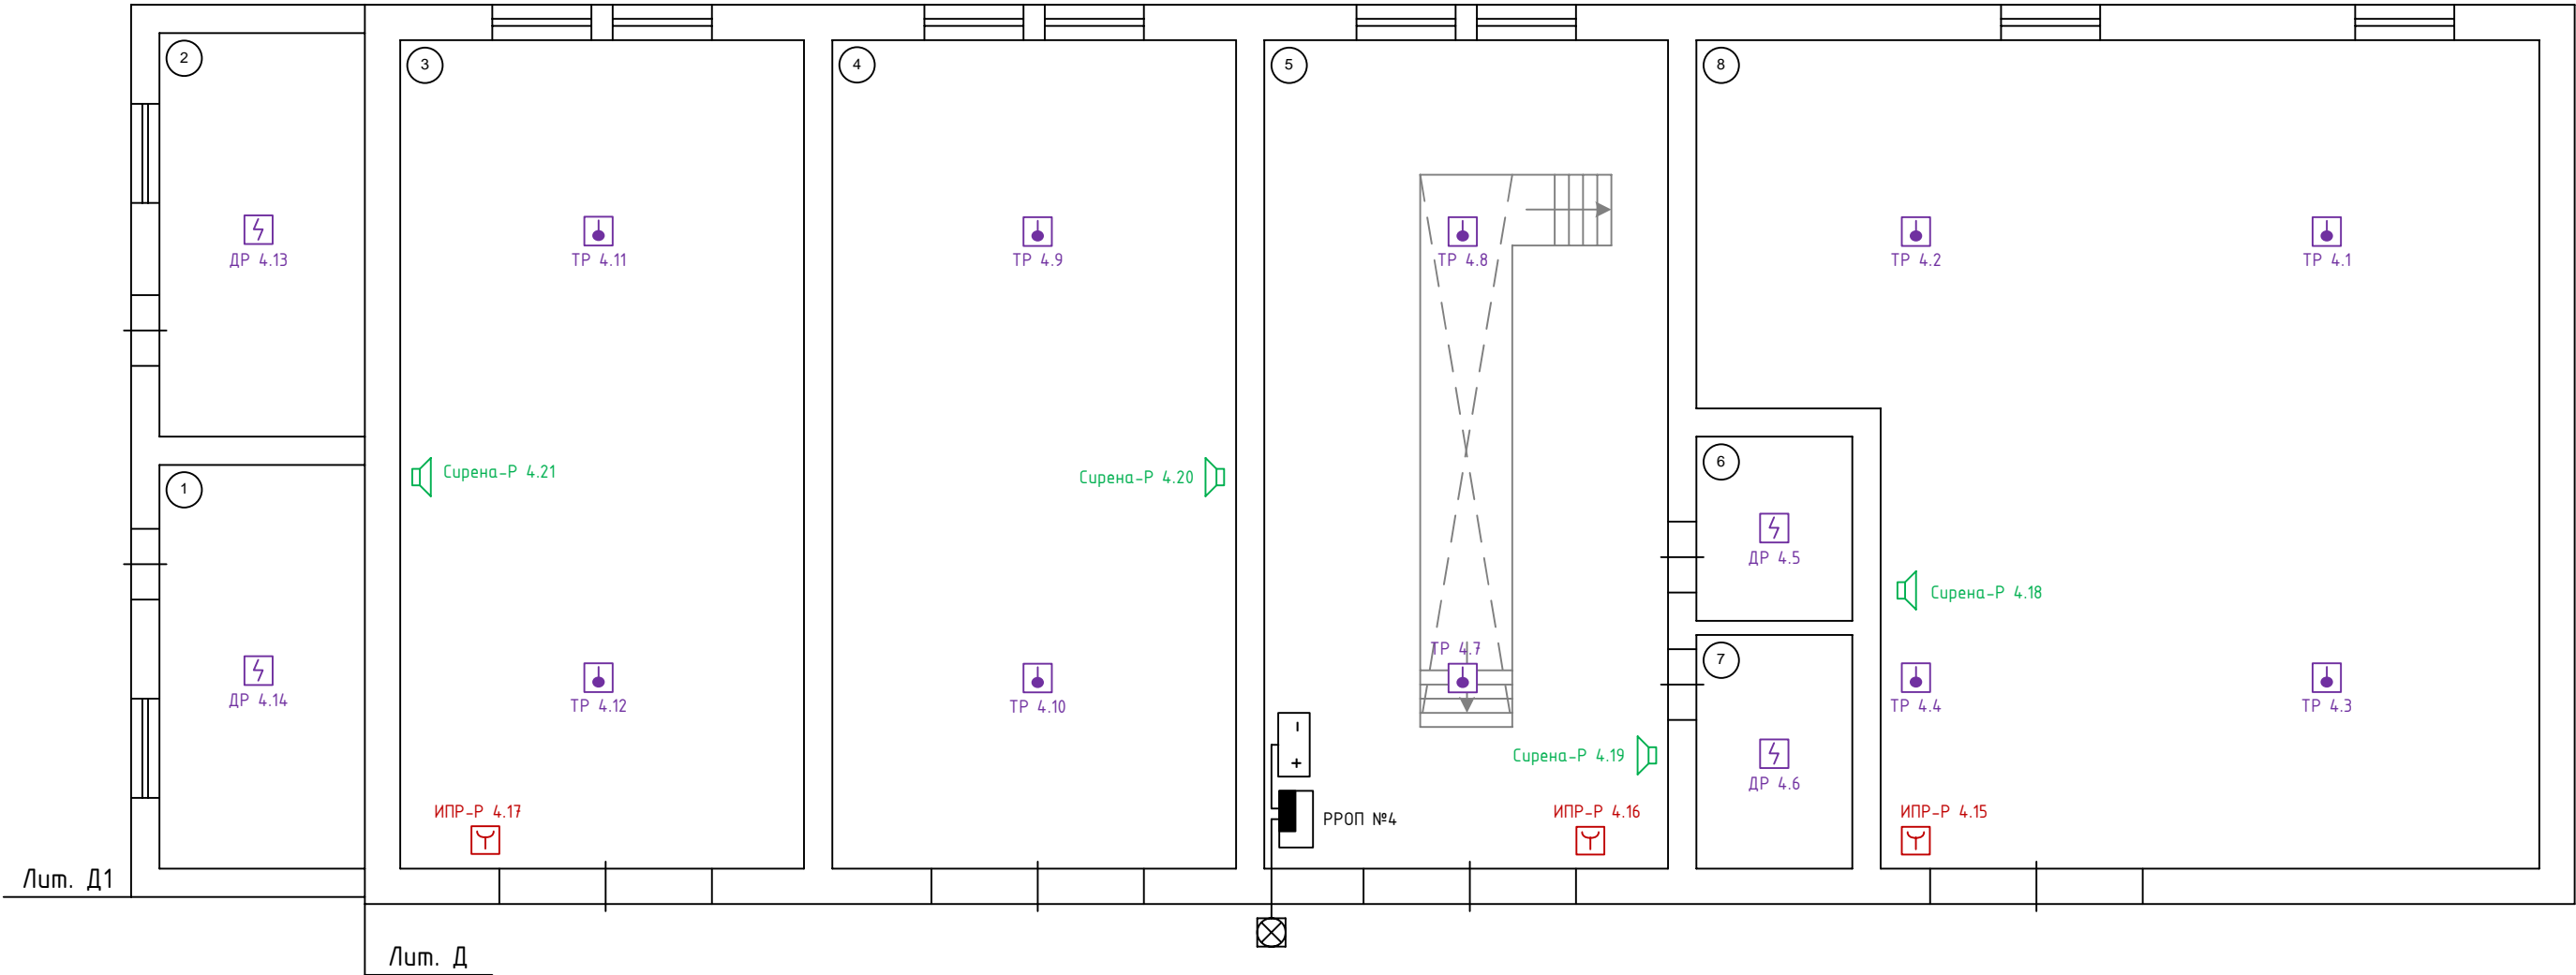 2
3
4
5
8
ДР 4.13
ТР 4.11
ТР 4.9
ТР 4.8
ТР 4.2
ТР 4.1
6
Сирена-Р 4.21
Сирена-Р 4.20
1
ДР 4.5
Сирена-Р 4.18
ТР 4.7
7
ДР 4.14
ТР 4.12
ТР 4.10
ТР 4.4
ТР 4.3
-
+
Сирена-Р 4.19
ДР 4.6
ИПР-Р 4.17
РРОП №4
ИПР-Р 4.16
ИПР-Р 4.15
Лит. Д1
Лит. Д